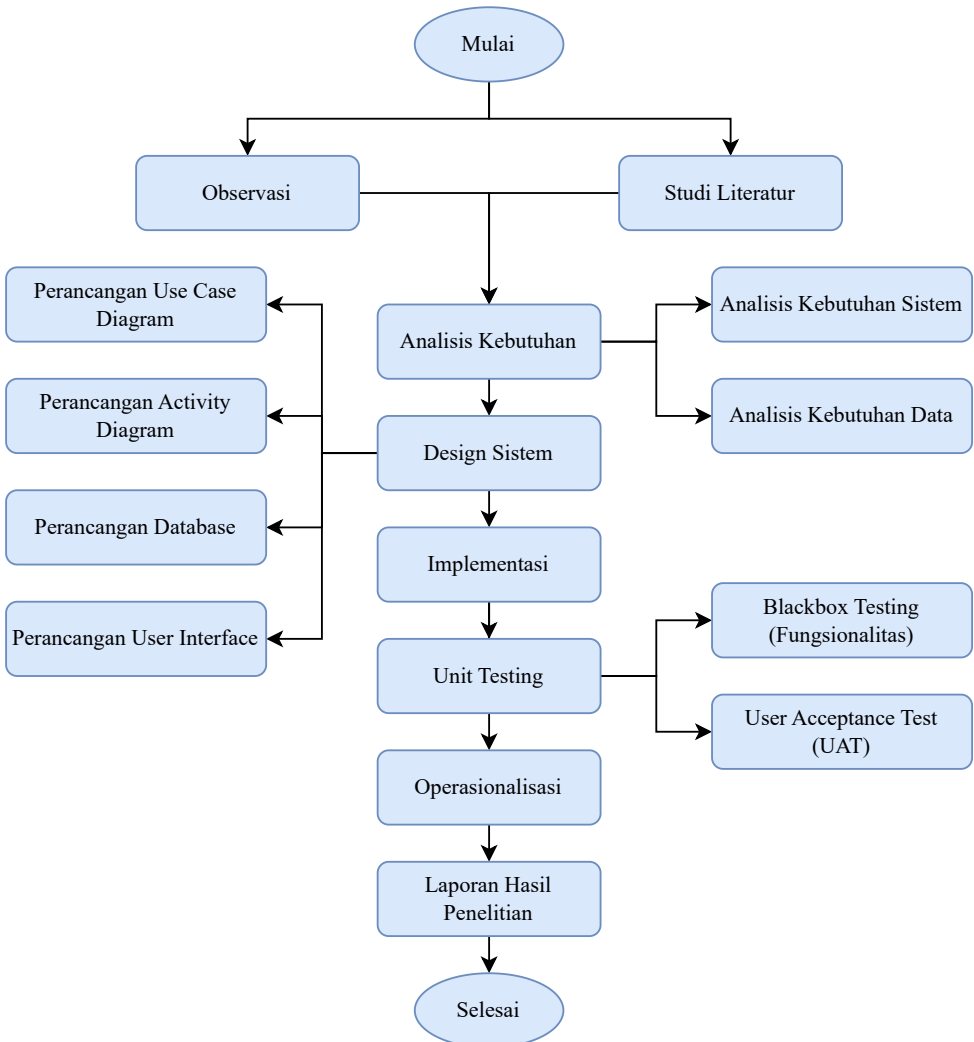 Mulai
Observasi
Studi Literatur
Perancangan Use Case
Diagram
Analisis Kebutuhan
Analisis Kebutuhan Sistem
Perancangan Activity
Diagram
Analisis Kebutuhan Data
Design Sistem
Perancangan Database
Implementasi
Perancangan User Interface
Blackbox Testing
(Fungsionalitas)
Unit Testing
User Acceptance Test
(UAT)
Operasionalisasi
Laporan Hasil
Penelitian
Selesai